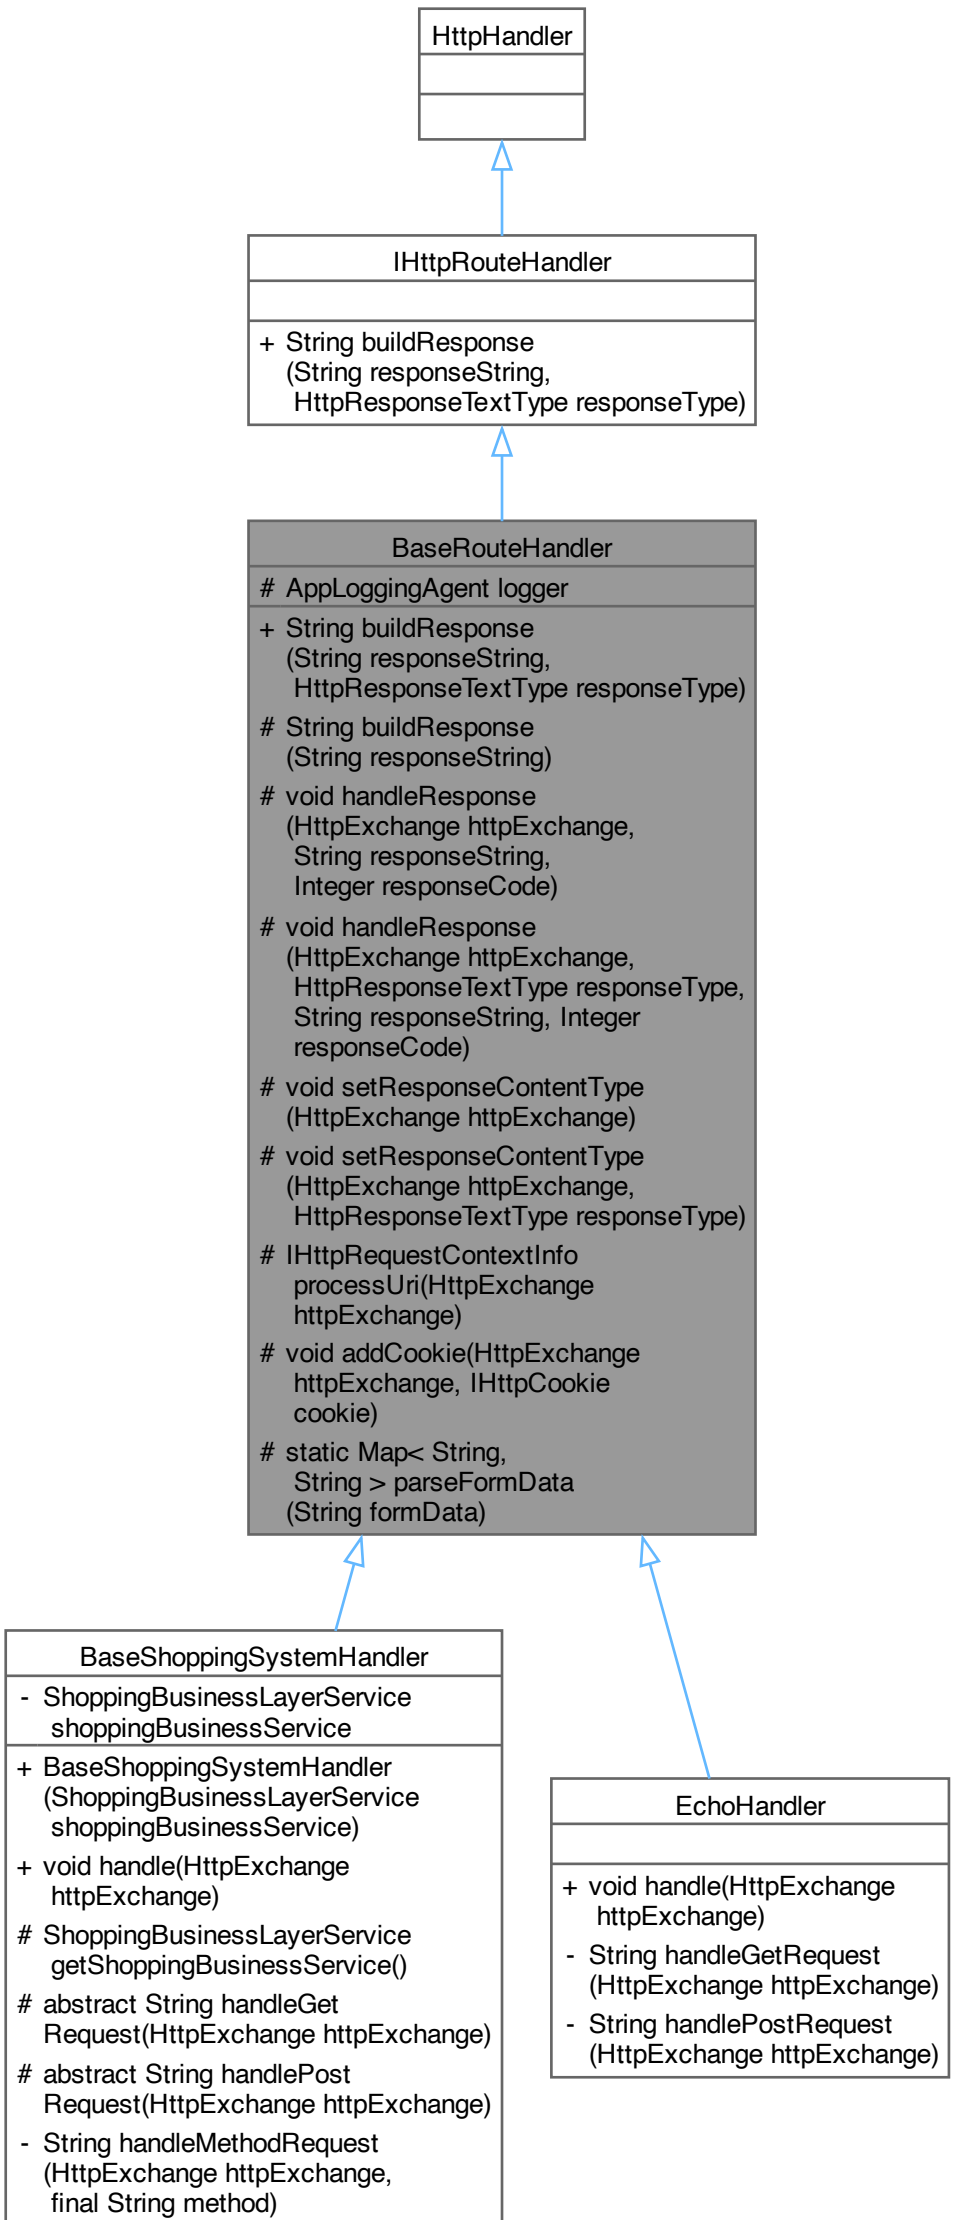 HttpHandler
IHttpRouteHandler
+ String buildResponse
(String responseString,
HttpResponseTextType responseType)
BaseRouteHandler
# AppLoggingAgent logger
+ String buildResponse
(String responseString,
HttpResponseTextType responseType)
# String buildResponse
(String responseString)
# void handleResponse
(HttpExchange httpExchange,
String responseString,
Integer responseCode)
# void handleResponse
(HttpExchange httpExchange,
HttpResponseTextType responseType,
String responseString, Integer
responseCode)
# void setResponseContentType
(HttpExchange httpExchange)
# void setResponseContentType
(HttpExchange httpExchange,
HttpResponseTextType responseType)
# IHttpRequestContextInfo
processUri(HttpExchange
httpExchange)
# void addCookie(HttpExchange
httpExchange, IHttpCookie
cookie)
# static Map< String,
String > parseFormData
(String formData)
BaseShoppingSystemHandler
- ShoppingBusinessLayerService
shoppingBusinessService
+ BaseShoppingSystemHandler
(ShoppingBusinessLayerService
shoppingBusinessService)
+ void handle(HttpExchange
httpExchange)
# ShoppingBusinessLayerService
getShoppingBusinessService()
# abstract String handleGet
Request(HttpExchange httpExchange)
# abstract String handlePost
Request(HttpExchange httpExchange)
- String handleMethodRequest
(HttpExchange httpExchange,
final String method)
EchoHandler
+ void handle(HttpExchange
httpExchange)
- String handleGetRequest
(HttpExchange httpExchange)
- String handlePostRequest
(HttpExchange httpExchange)